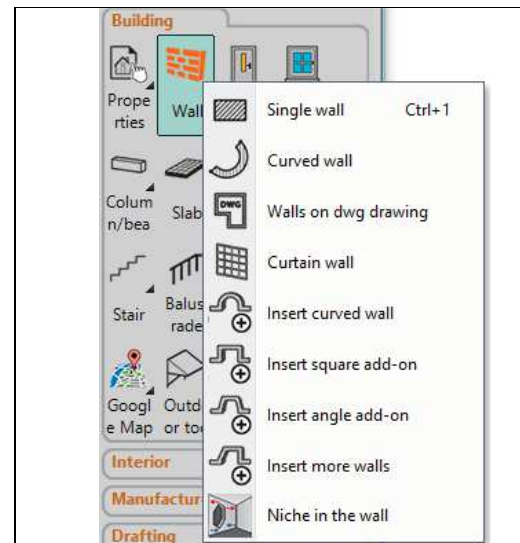 Building
Prope
rties
Wall
Single wall Ctrl+1
Curved wall
Colum
n/bea
Slab
DWG
Walls on dwg drawing
Curtain wall
Stair
Balus
rade
Insert curved wall
Insert square add-on
Googl
e Map
Outd
or to
Insert angle add-on
Interior
Insert more walls
Manufactur
Niche in the wall
Drafting